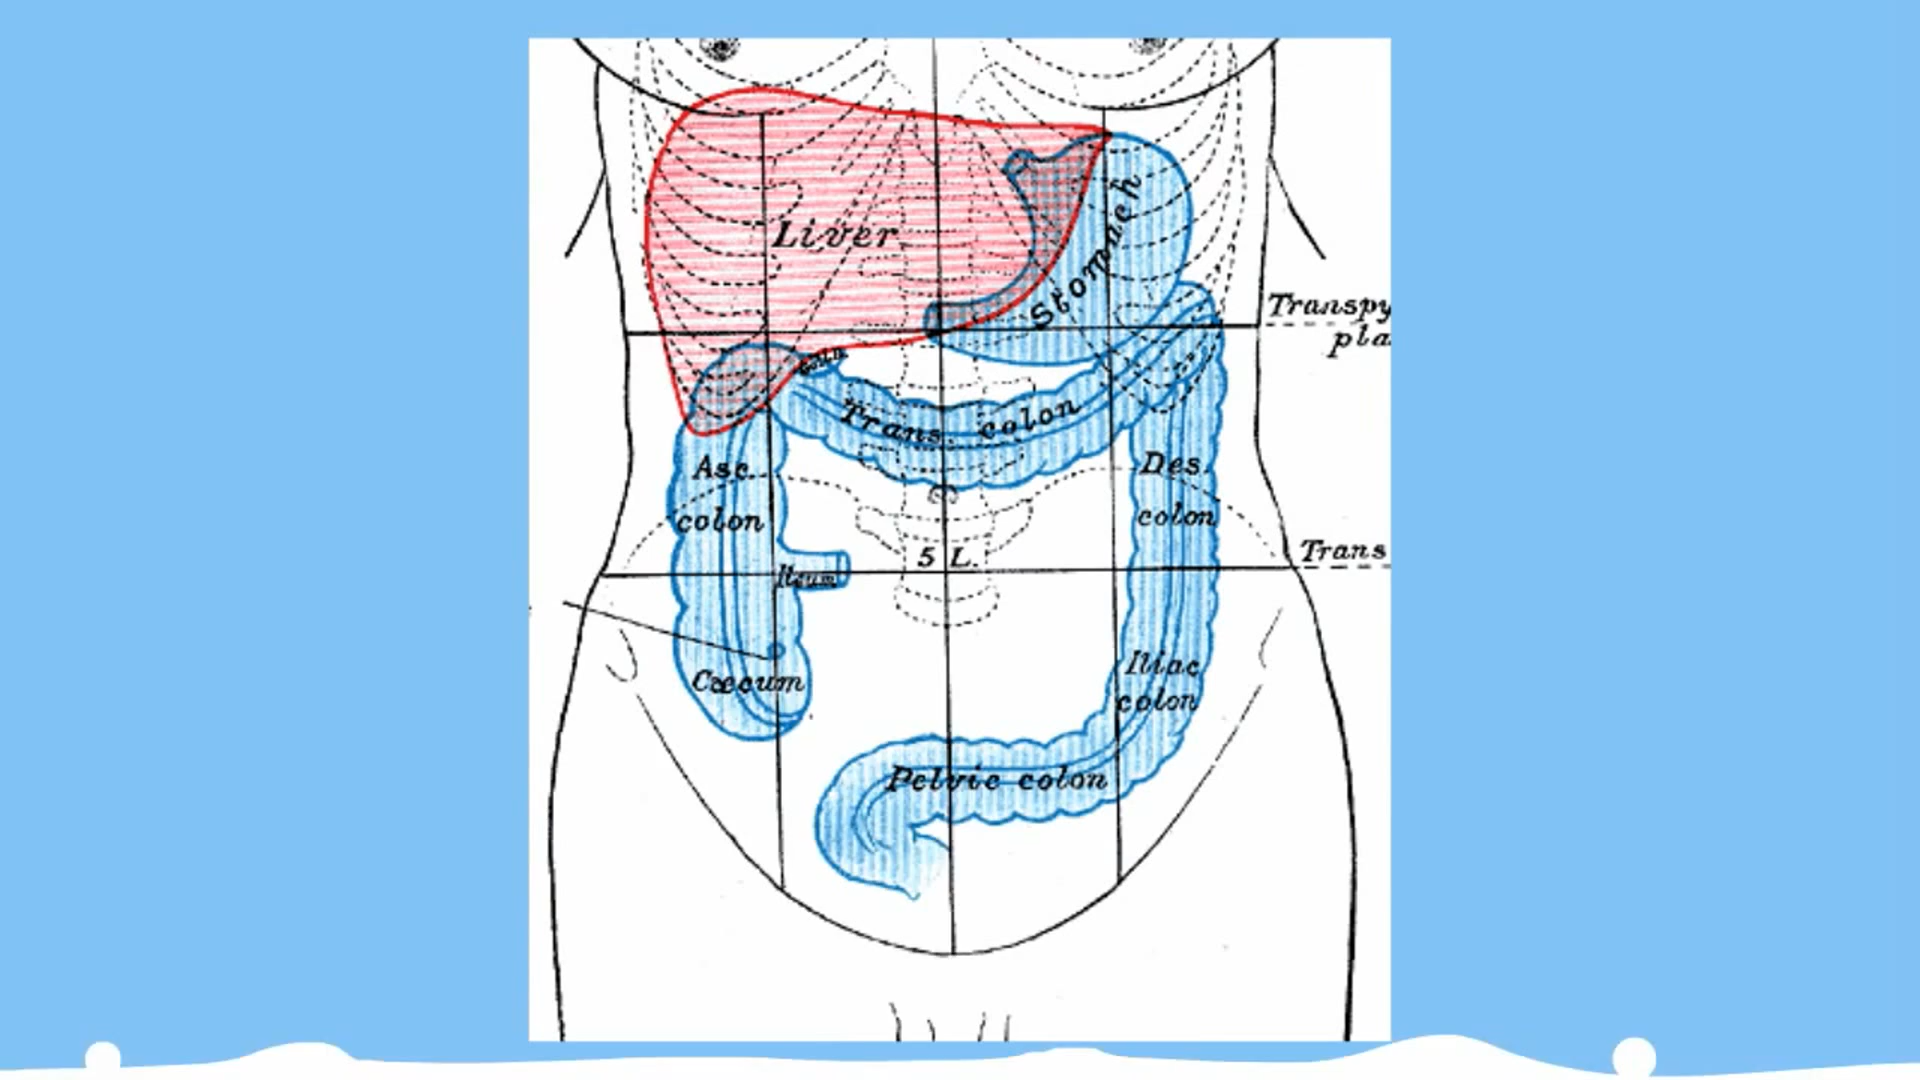 Liver
Stomach
Transpy
pla
Trans. colon
Asc.
colon
Des.
colon
5 L.
Trans
Ileum
Iliac
colon
Cæcum
Pelvic colon